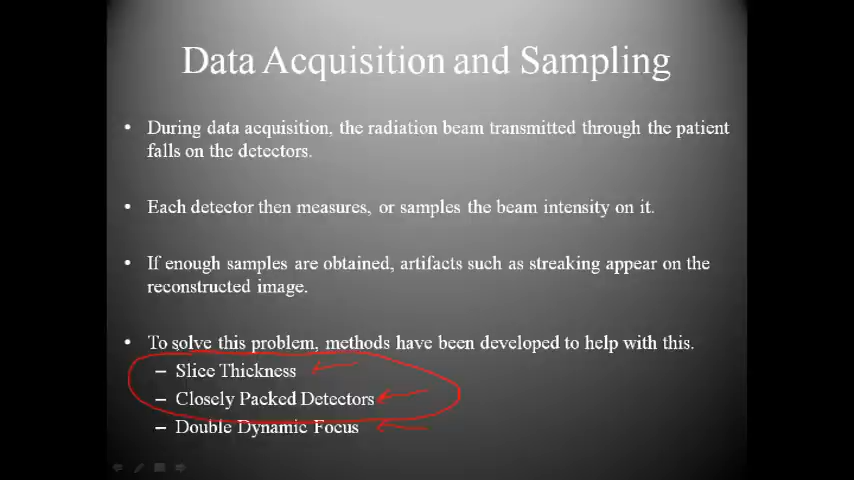 Data Acquisition and Sampling
• During data acquisition, the radiation beam transmitted through the patient
falls on the detectors.
• Each detector then measures, or samples the beam intensity on it.
• If enough samples are obtained, artifacts such as streaking appear on the
reconstructed image.
• To solve this problem, methods have been developed to help with this.
– Slice Thickness
– Closely Packed Detectors
– Double Dynamic Focus